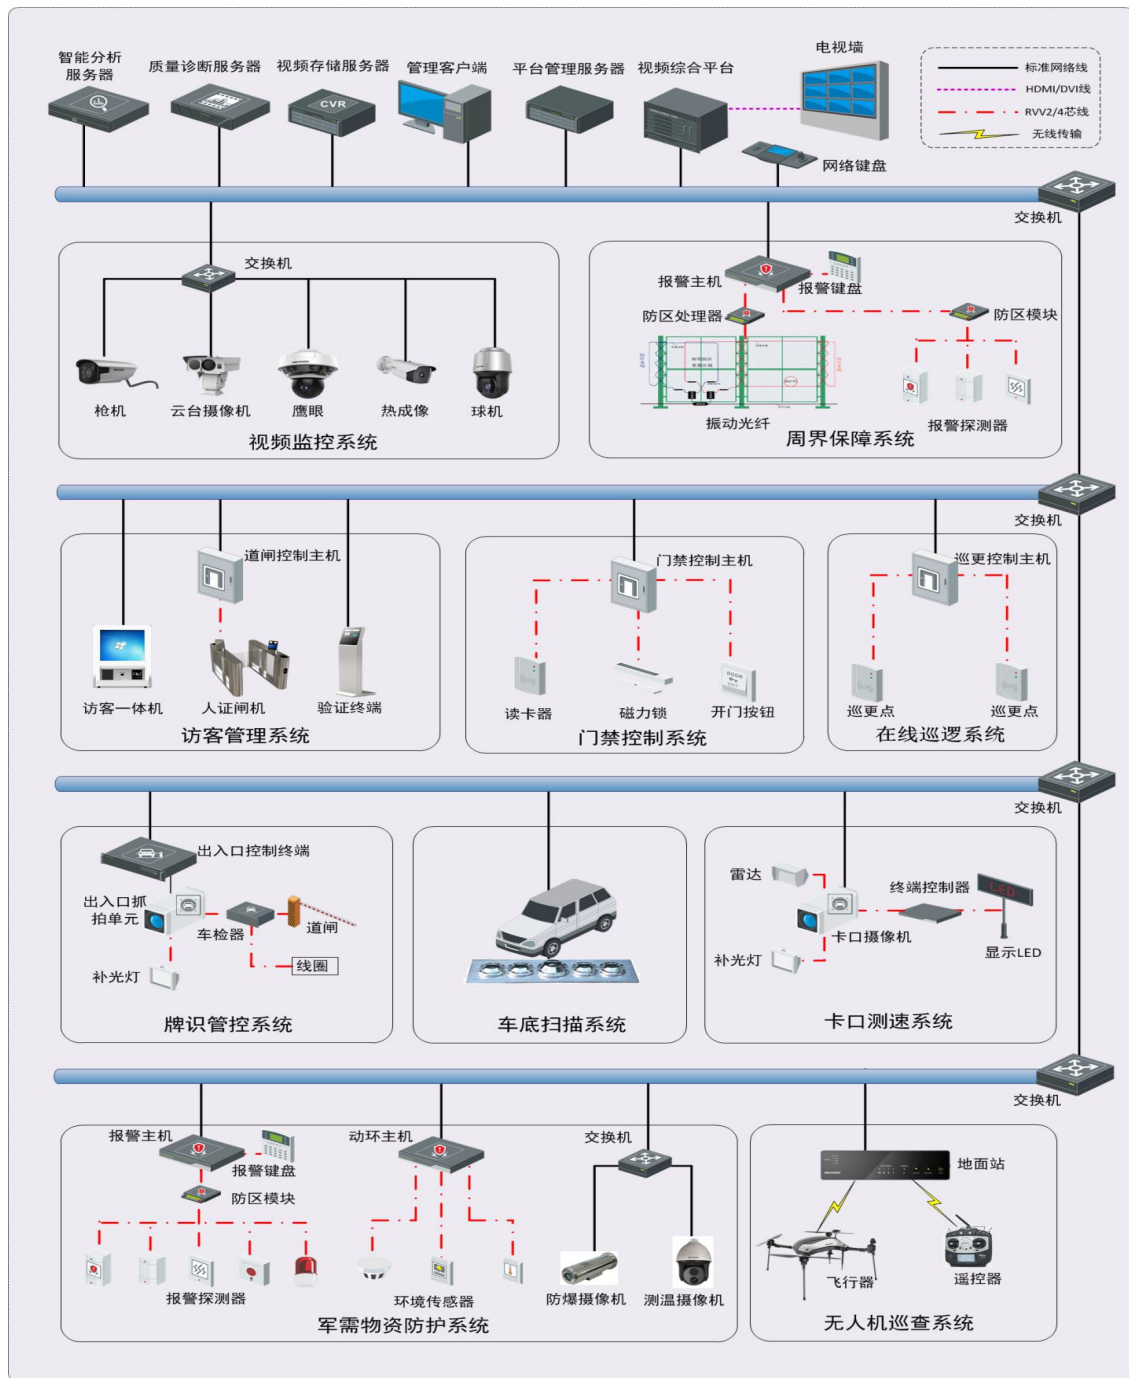 智能分析
服务器
质量诊断服务器
视频存储服务器
管理客户端
平台管理服务器
视频综合平台
电视墙
CVR
网络键盘
标准网络线
HDMI/DVI线
RVV2/4芯线
无线传输
交换机
交换机
枪机
云台摄像机
鹰眼
热成像
球机
视频监控系统
报警主机
报警键盘
防区处理器
防区模块
振动光纤
报警探测器
周界保障系统
交换机
道闸控制主机
访客一体机
人证闸机
验证终端
访客管理系统
门禁控制主机
读卡器
磁力锁
开门按钮
门禁控制系统
巡更控制主机
巡更点
巡更点
在线巡逻系统
交换机
出入口控制终端
出入口抓
拍单元
车检器
道闸
补光灯
线圈
牌识管控系统
车底扫描系统
雷达
终端控制器
LED
卡口摄像机
补光灯
显示LED
卡口测速系统
交换机
报警主机
报警键盘
防区模块
报警探测器
动环主机
环境传感器
交换机
防爆摄像机
测温摄像机
军需物资防护系统
地面站
飞行器
遥控器
无人机巡查系统